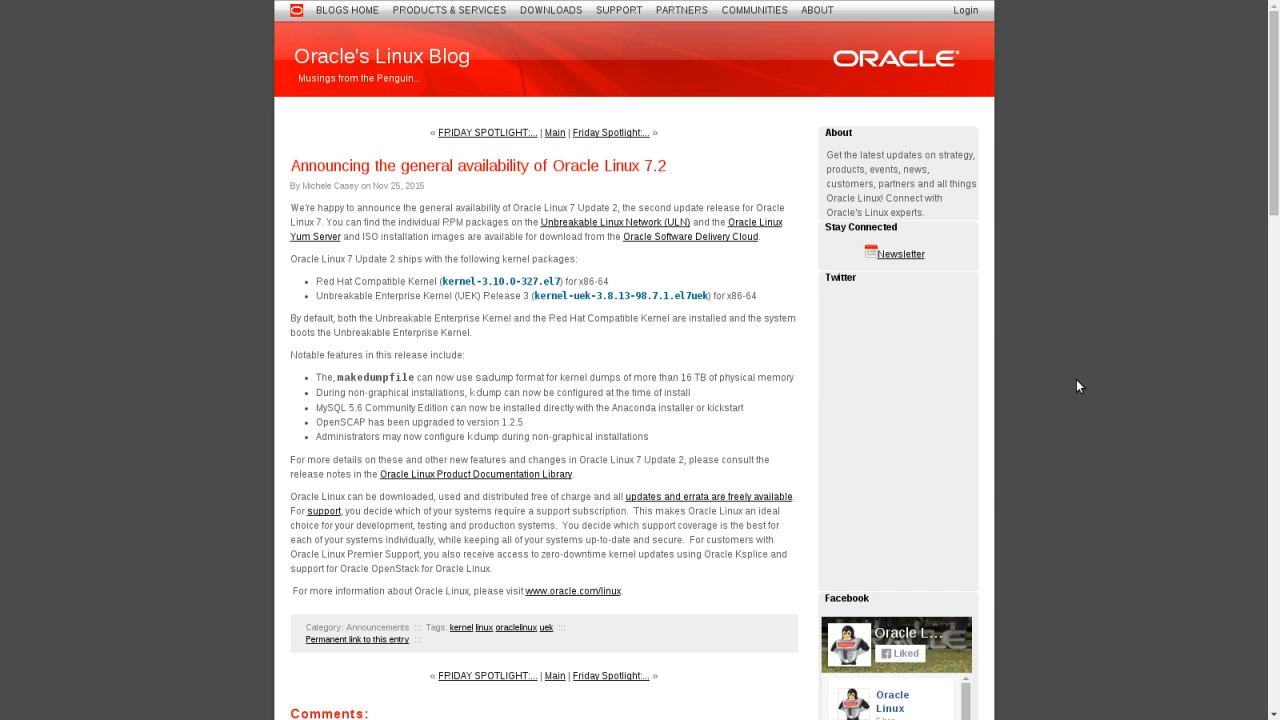 BLOGS HOME PRODUCTS & SERVICES DOWNLOADS SUPPORT PARTNERS COMMUNITIES ABOUT Login
Oracle's Linux Blog
ORACLE®
Musings from the Penguin...
« FRIDAY SPOTLIGHT:... | Main | Friday Spotlight:... »
Announcing the general availability of Oracle Linux 7.2
By Michele Casey on Nov 25, 2015
We're happy to announce the general availability of Oracle Linux 7 Update 2, the second update release for Oracle
Linux 7. You can find the individual RPM packages on the Unbreakable Linux Network (ULN) and the Oracle Linux
Yum Server and ISO installation images are available for download from the Oracle Software Delivery Cloud.
Oracle Linux 7 Update 2 ships with the following kernel packages:
• Red Hat Compatible Kernel (kernel-3.10.0-327.el7) for x86-64
• Unbreakable Enterprise Kernel (UEK) Release 3 (kernel-uek-3.8.13-98.7.1.el7uek) for x86-64
By default, both the Unbreakable Enterprise Kernel and the Red Hat Compatible Kernel are installed and the system
boots the Unbreakable Enterprise Kernel.
Notable features in this release include:
• The, makedumpfile can now use sadump format for kernel dumps of more than 16 TB of physical memory
• During non-graphical installations, kdump can now be configured at the time of install
• MySQL 5.6 Community Edition can now be installed directly with the Anaconda installer or kickstart
• OpenSCAP has been upgraded to version 1.2.5
• Administrators may now configure kdump during non-graphical installations
For more details on these and other new features and changes in Oracle Linux 7 Update 2, please consult the
release notes in the Oracle Linux Product Documentation Library.
Oracle Linux can be downloaded, used and distributed free of charge and all updates and errata are freely available.
For support, you decide which of your systems require a support subscription. This makes Oracle Linux an ideal
choice for your development, testing and production systems. You decide which support coverage is the best for
each of your systems individually, while keeping all of your systems up-to-date and secure. For customers with
Oracle Linux Premier Support, you also receive access to zero-downtime kernel updates using Oracle Ksplice and
support for Oracle OpenStack for Oracle Linux.
For more information about Oracle Linux, please visit www.oracle.com/linux.
Category: Announcements ::: Tags: kernel linux oraclelinux uek :::
Permanent link to this entry :::
« FRIDAY SPOTLIGHT:... | Main | Friday Spotlight:... »
Comments:
About
Get the latest updates on strategy,
products, events, news,
customers, partners and all things
Oracle Linux! Connect with
Oracle's Linux experts.
Stay Connected
Newsletter
Twitter
Facebook
Oracle L...
Liked
Oracle
Linux